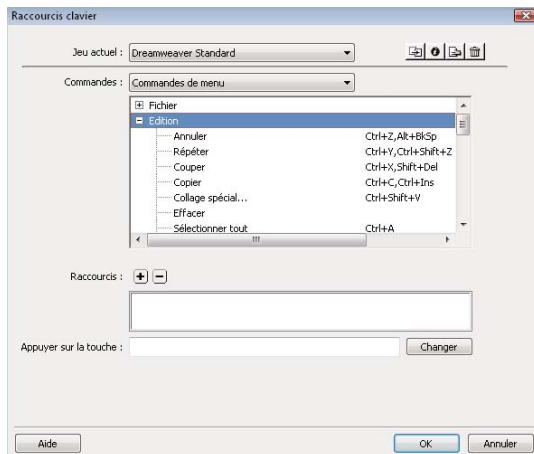 Raccourcis clavier
Jeu actuel : Dreamweaver Standard
Commandes : Commandes de menu
Fichier
Edition
Annuler Ctrl+Z,Alt+BkSp
Répéter Ctrl+Y,Ctrl+Shift+Z
Couper Ctrl+X,Shift+Del
Copier Ctrl+C,Ctrl+Ins
Collage spécial... Ctrl+Shift+V
Effacer
Sélectionner tout Ctrl+A
Raccourcis :
Appuyer sur la touche : Changer
Aide OK Annuler